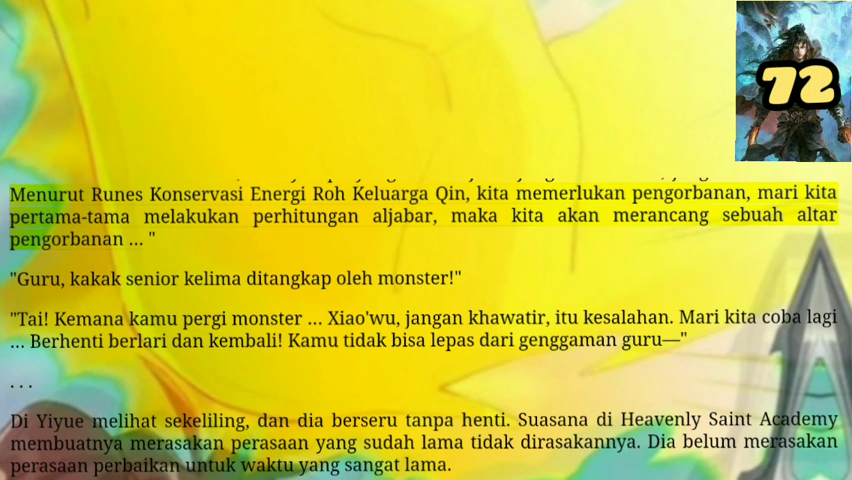 72
Menurut Runes Konservasi Energi Roh Keluarga Qin, kita memerlukan pengorbanan, mari kita
pertama-tama melakukan perhitungan aljabar, maka kita akan merancang sebuah altar
pengorbanan ... "
"Guru, kakak senior kelima ditangkap oleh monster!"
"Tai! Kemana kamu pergi monster ... Xiao'wu, jangan khawatir, itu kesalahan. Mari kita coba lagi
... Berhenti berlari dan kembali! Kamu tidak bisa lepas dari genggaman guru—"
. . .
Di Yiyue melihat sekeliling, dan dia berseru tanpa henti. Suasana di Heavenly Saint Academy
membuatnya merasakan perasaan yang sudah lama tidak dirasakannya. Dia belum merasakan
perasaan perbaikan untuk waktu yang sangat lama.